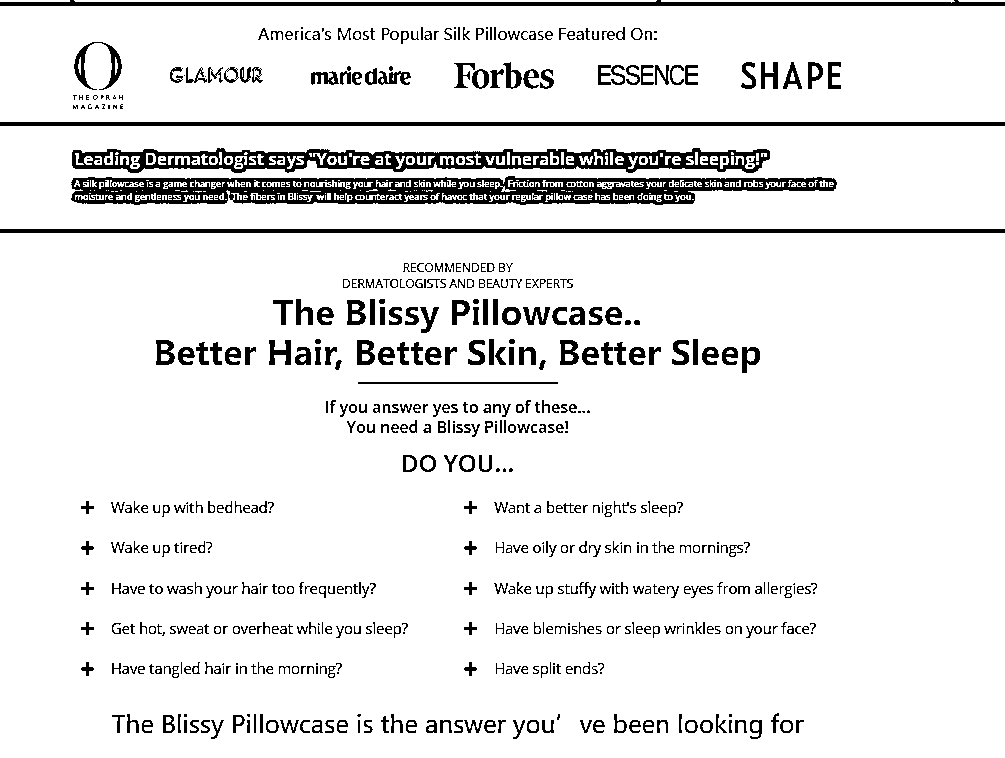 America's Most Popular Silk Pillowcase Featured On:
O
THE OPRAH
MAGAZINE
GLAMOUR
marie claire
Forbes
ESSENCE
SHAPE
Leading Dermatologist says "You're at your most vulnerable while you're sleeping!"
A silk pillowcase is a game changer when it comes to nourishing your hair and skin while you sleep. Friction from cotton aggravates your delicate skin and robs your face of the
moisture and gentleness you need. The fibers in Blissy will help counteract years of havoc that your regular pillow case has been doing to you.
RECOMMENDED BY
DERMATOLOGISTS AND BEAUTY EXPERTS
The Blissy Pillowcase..
Better Hair, Better Skin, Better Sleep
If you answer yes to any of these...
You need a Blissy Pillowcase!
DO YOU...
+ Wake up with bedhead?
+ Wake up tired?
+ Have to wash your hair too frequently?
+ Get hot, sweat or overheat while you sleep?
+ Have tangled hair in the morning?
+ Want a better night's sleep?
+ Have oily or dry skin in the mornings?
+ Wake up stuffy with watery eyes from allergies?
+ Have blemishes or sleep wrinkles on your face?
+ Have split ends?
The Blissy Pillowcase is the answer you’ve been looking for